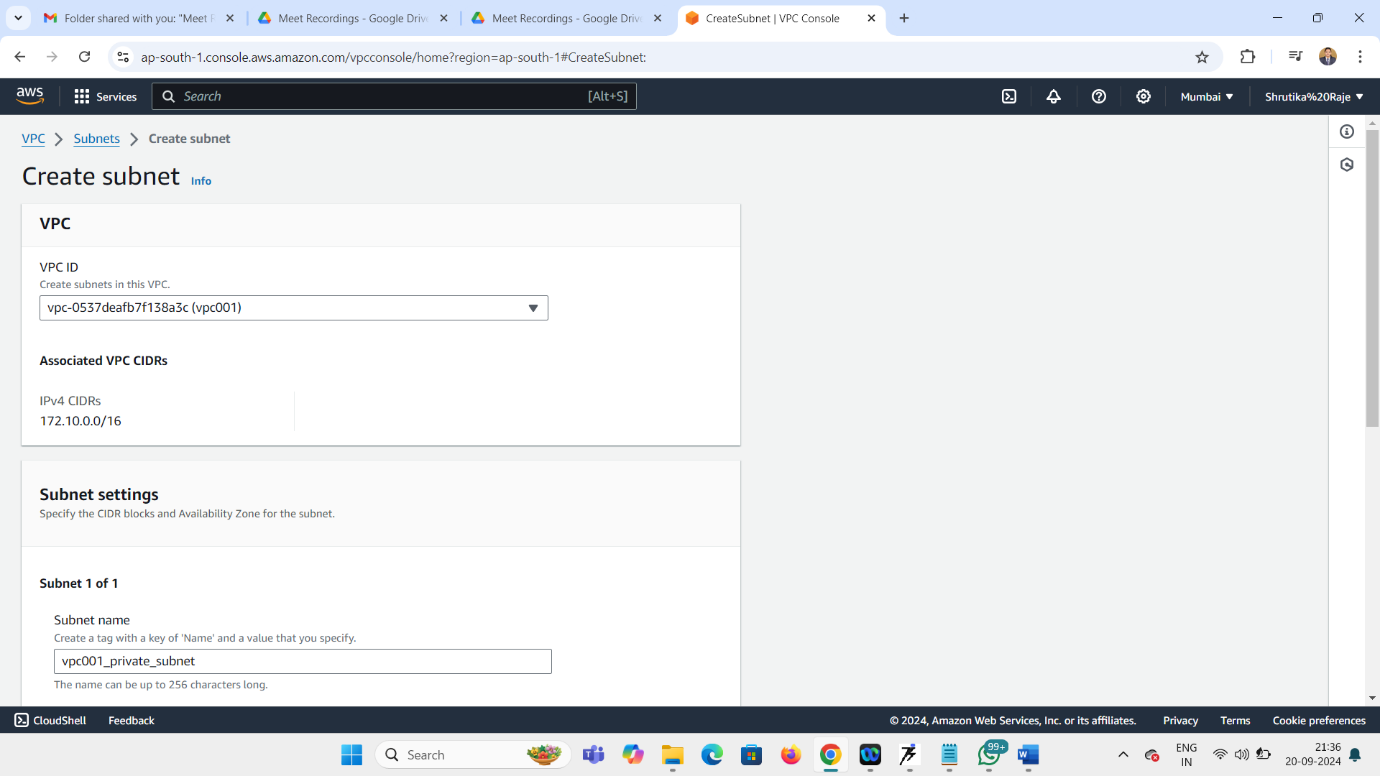 Folder shared with you: "Meet R
Meet Recordings - Google Drive
Meet Recordings - Google Drive
CreateSubnet | VPC Console
ap-south-1.console.aws.amazon.com/vpcconsole/home?region=ap-south-1#CreateSubnet:
aws
Services
Search
[Alt+S]
Mumbai
Shrutika%20Raje
VPC
Subnets
Create subnet
Create subnet
Info
VPC
VPC ID
Create subnets in this VPC.
vpc-0537deafb7f138a3c (vpc001)
Associated VPC CIDRs
IPv4 CIDRs
172.10.0.0/16
Subnet settings
Specify the CIDR blocks and Availability Zone for the subnet.
Subnet 1 of 1
Subnet name
Create a tag with a key of 'Name' and a value that you specify.
vpc001_private_subnet
The name can be up to 256 characters long.
CloudShell
Feedback
© 2024, Amazon Web Services, Inc. or its affiliates.
Privacy
Terms
Cookie preferences
Search
99+
ENG
IN
21:36
20-09-2024